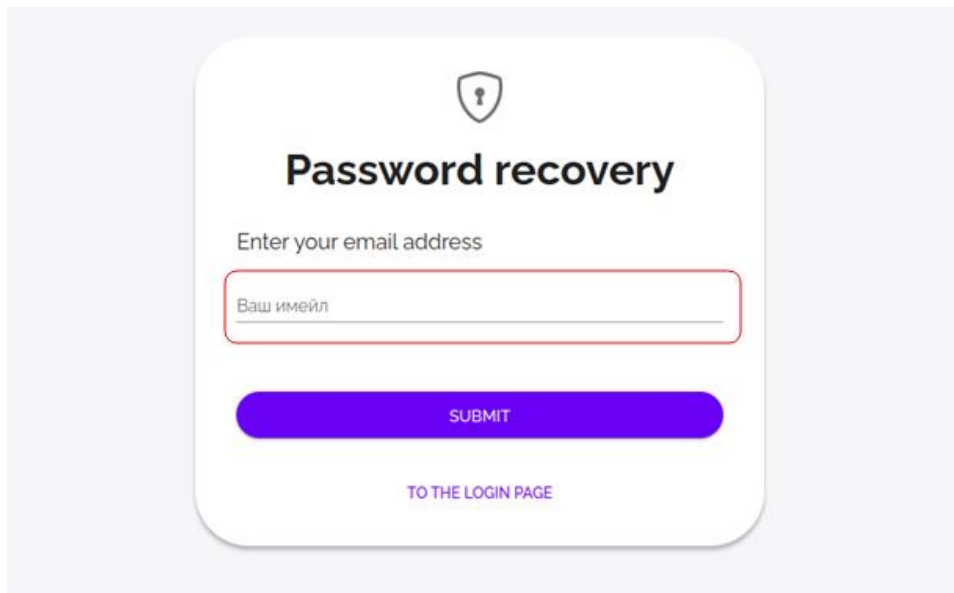 Password recovery
Enter your email address
Ваш имейл
SUBMIT
TO THE LOGIN PAGE